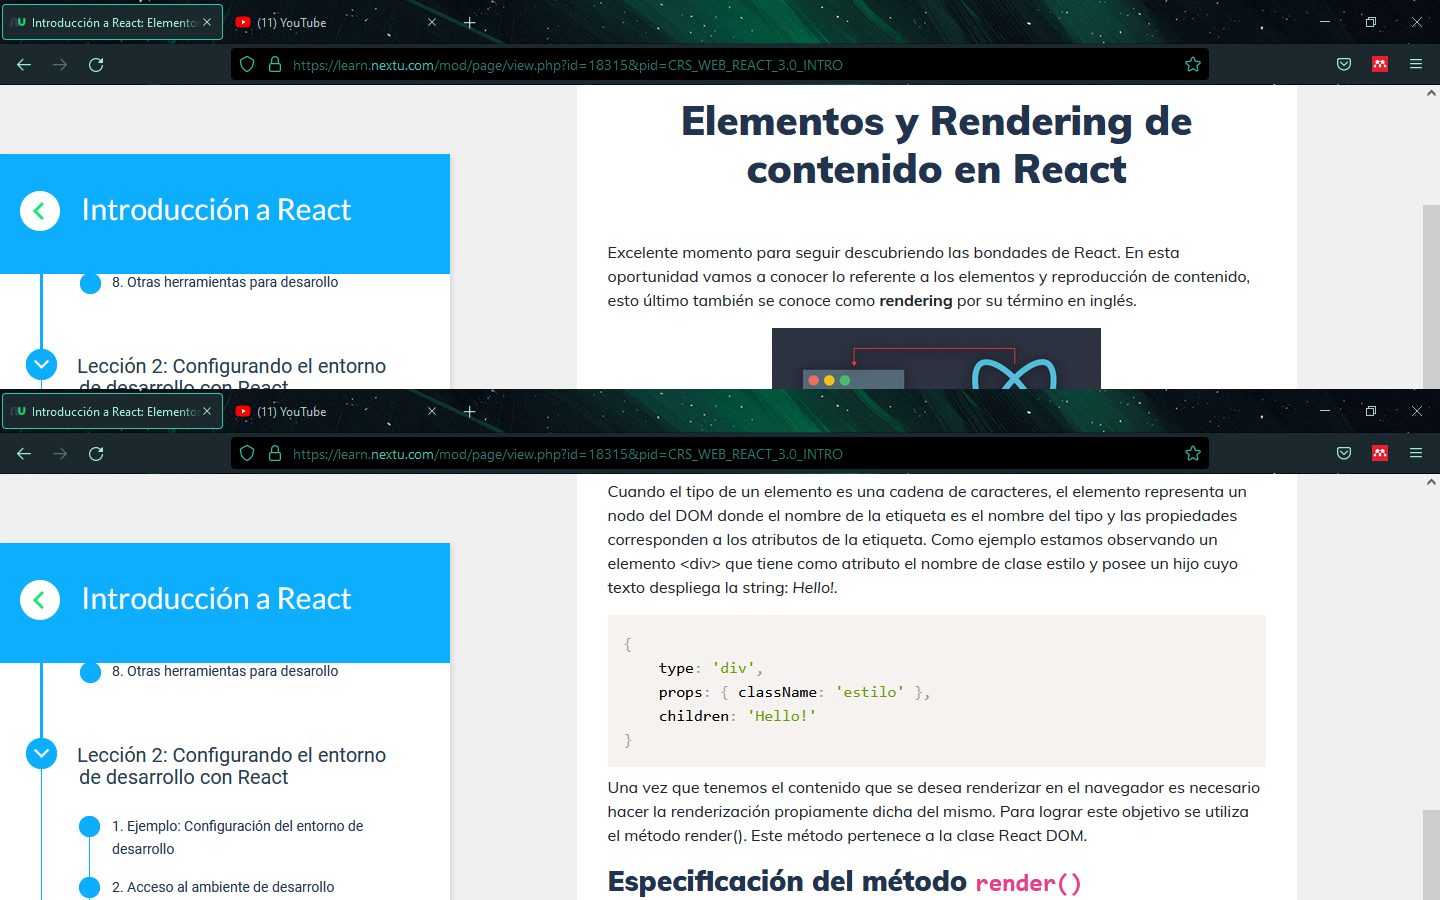 Introducción a React: Elementos
(11) YouTube
https://learn.nextu.com/mod/page/view.php?id=18315&pid=CRS_WEB_REACT_3.0_INTRO
Introducción a React
8. Otras herramientas para desarollo
Lección 2: Configurando el entorno
de desarrollo con React
Elementos y Rendering de
contenido en React
Excelente momento para seguir descubriendo las bondades de React. En esta
oportunidad vamos a conocer lo referente a los elementos y reproducción de contenido,
esto último también se conoce como rendering por su término en inglés.
Introducción a React: Elementos
(11) YouTube
https://learn.nextu.com/mod/page/view.php?id=18315&pid=CRS_WEB_REACT_3.0_INTRO
Introducción a React
8. Otras herramientas para desarollo
Lección 2: Configurando el entorno
de desarrollo con React
1. Ejemplo: Configuración del entorno de
desarrollo
2. Acceso al ambiente de desarrollo
Cuando el tipo de un elemento es una cadena de caracteres, el elemento representa un
nodo del DOM donde el nombre de la etiqueta es el nombre del tipo y las propiedades
corresponden a los atributos de la etiqueta. Como ejemplo estamos observando un
elemento <div> que tiene como atributo el nombre de clase estilo y posee un hijo cuyo
texto despliega la string: Hello!.
{
type: 'div',
props: { className: 'estilo' },
children: 'Hello!'
}
Una vez que tenemos el contenido que se desea renderizar en el navegador es necesario
hacer la renderización propiamente dicha del mismo. Para lograr este objetivo se utiliza
el método render(). Este método pertenece a la clase React DOM.
Especificación del método render()